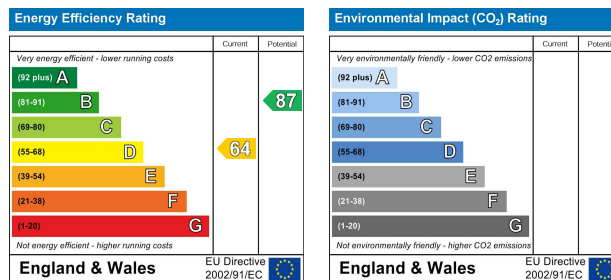 Energy Efficiency Rating
Current Potential
Very energy efficient - lower running costs
(92 plus) A
(81-91) B
87
(69-80) C
(55-68) D
64
(39-54) E
(21-38) F
(1-20) G
Not energy efficient - higher running costs
England & Wales
EU Directive
2002/91/EC
Environmental Impact (CO₂) Rating
Current Potential
Very environmentally friendly - lower CO2 emissions
(92 plus) A
(81-91) B
(69-80) C
(55-68) D
(39-54) E
(21-38) F
(1-20) G
Not environmentally friendly - higher CO2 emissions
England & Wales
EU Directive
2002/91/EC